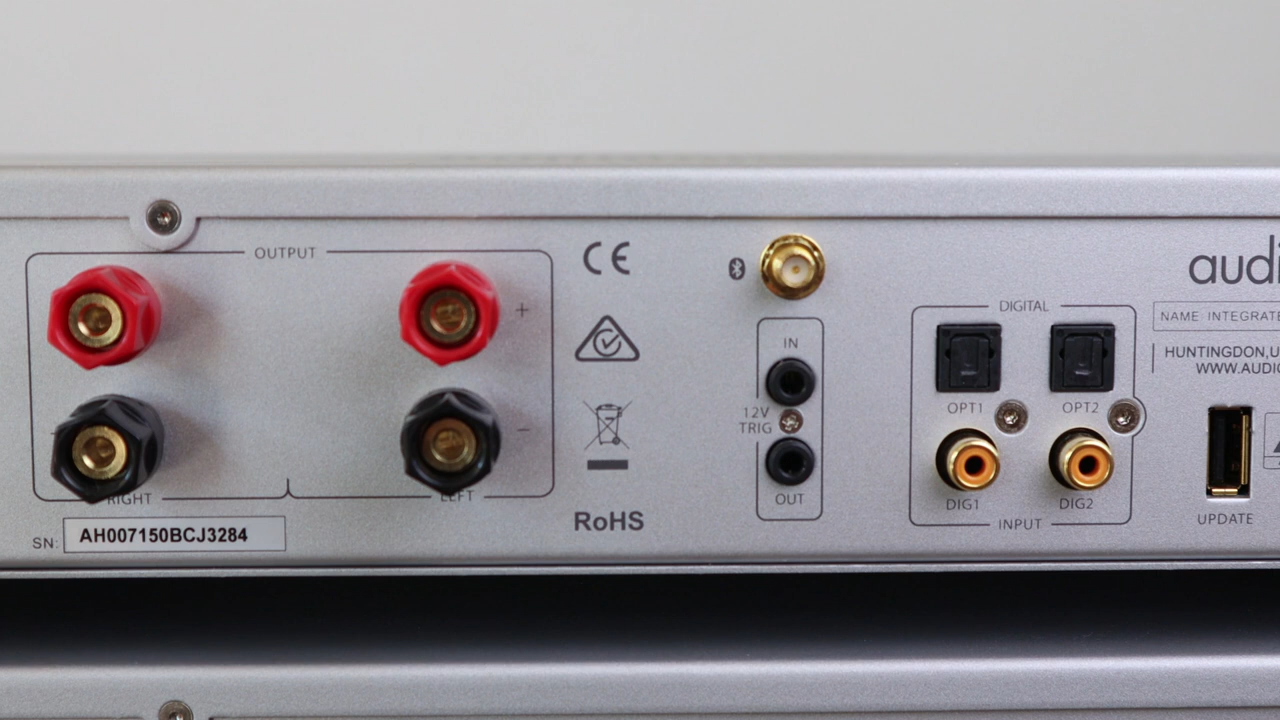 OUTPUT
+
−
RIGHT
LEFT
SN:
AH007150BCJ3284
CE
RoHS
IN
12V
TRIG
OUT
DIGITAL
OPT1
OPT2
DIG1
DIG2
INPUT
audi
NAME INTEGRATE
HUNTINGDON,U
WWW.AUDIO
UPDATE